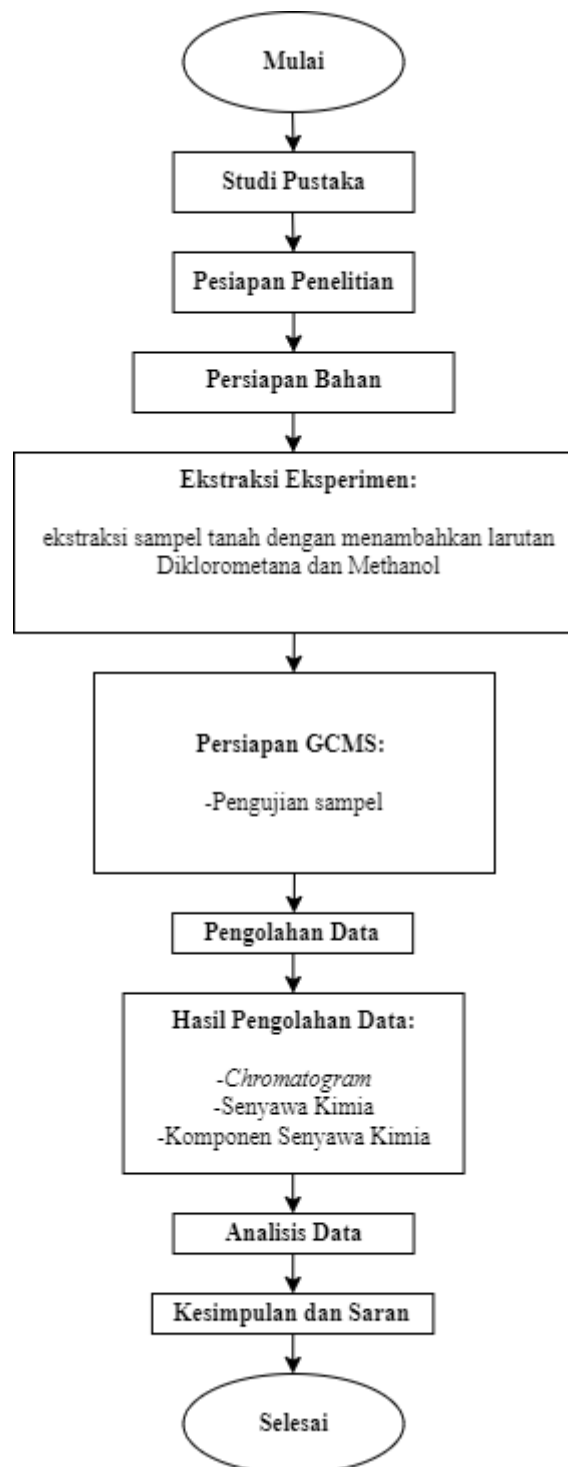 Mulai
Studi Pustaka
Pesiapan Penelitian
Persiapan Bahan
Ekstraksi Eksperimen:
ekstraksi sampel tanah dengan menambahkan larutan
Diklorometana dan Methanol
Persiapan GCMS:
-Pengujian sampel
Pengolahan Data
Hasil Pengolahan Data:
-Chromatogram
-Senyawa Kimia
-Komponen Senyawa Kimia
Analisis Data
Kesimpulan dan Saran
Selesai